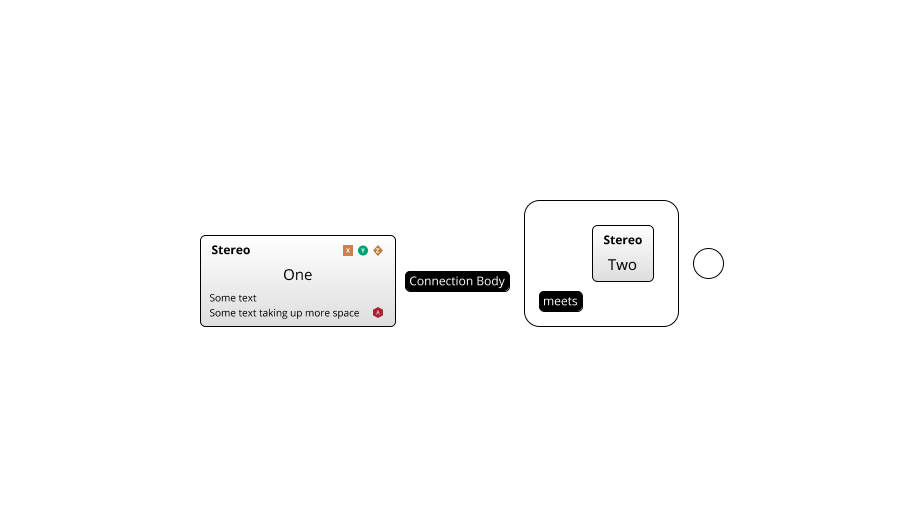 Stereo
X Y Z
One
Some text
Some text taking up more space
A
Connection Body
Stereo
Two
meets